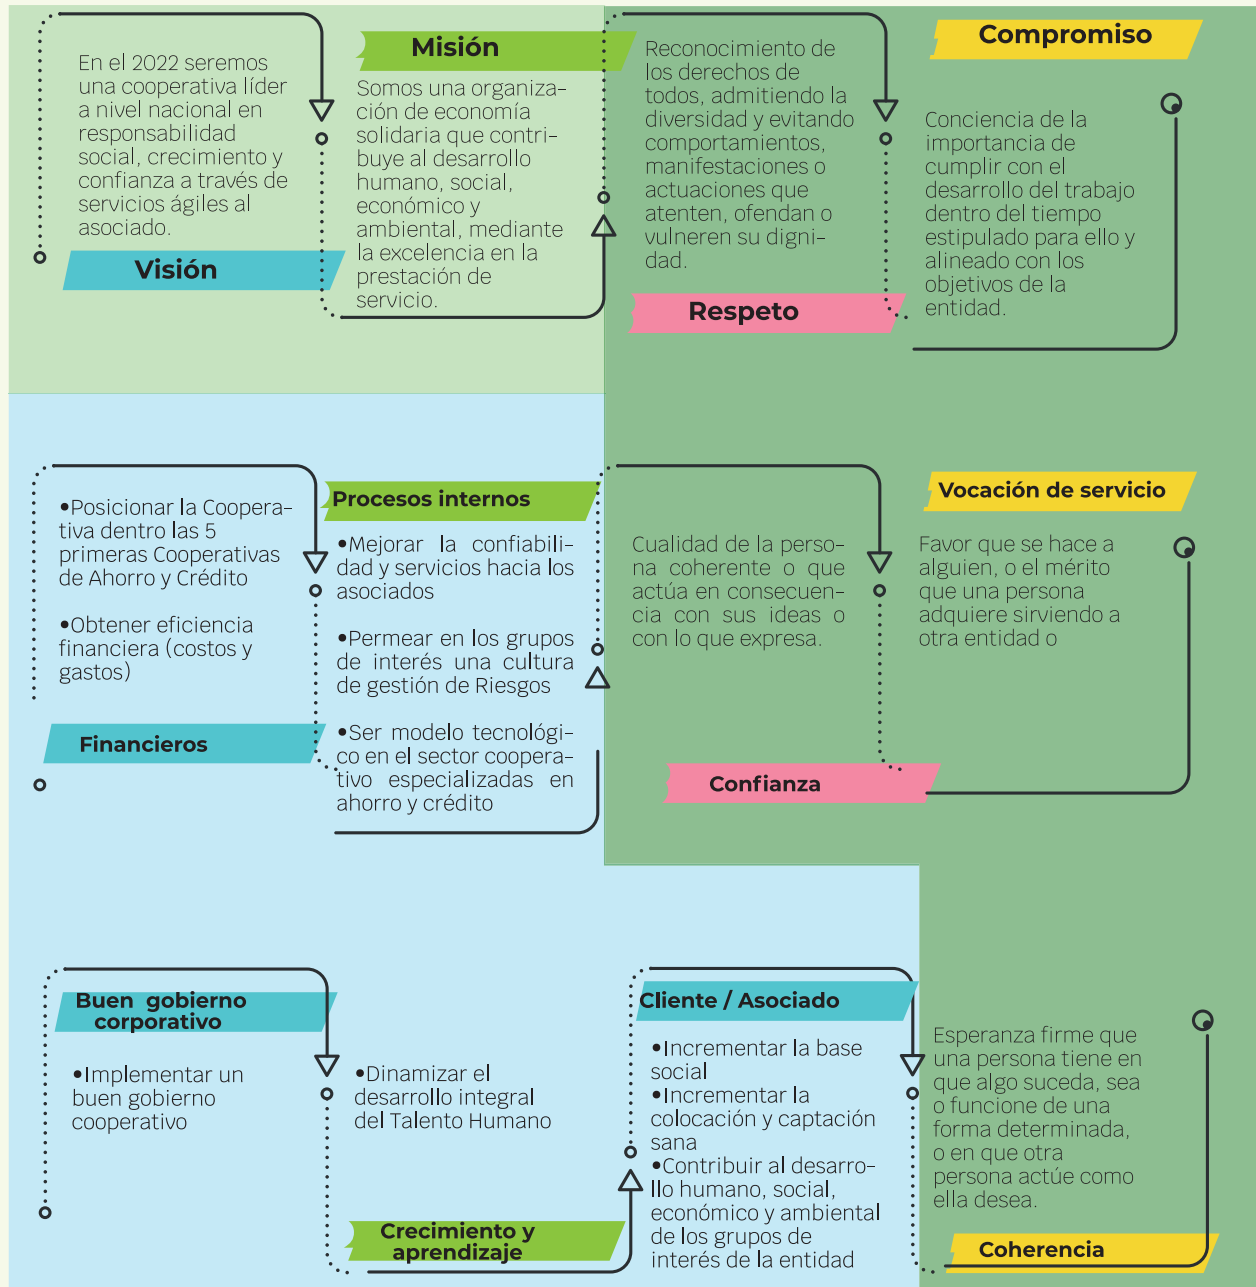 En el 2022 seremos
una cooperativa líder
a nivel nacional en
responsabilidad
social, crecimiento y
confianza a través de
servicios ágiles al
asociado.
Visión
Misión
Somos una organiza-
ción de economía
solidaria que contri-
buye al desarrollo
humano, social,
económico y
ambiental, mediante
la excelencia en la
prestación de
servicio.
Reconocimiento de
los derechos de
todos, admitiendo la
diversidad y evitando
comportamientos,
manifestaciones o
actuaciones que
atenten, ofendan o
vulneren su digni-
dad.
Respeto
Compromiso
Conciencia de la
importancia de
cumplir con el
desarrollo del trabajo
dentro del tiempo
estipulado para ello y
alineado con los
objetivos de la
entidad.
•Posicionar la Coopera-
tiva dentro las 5
primeras Cooperativas
de Ahorro y Crédito
•Obtener eficiencia
financiera (costos y
gastos)
Financieros
Procesos internos
•Mejorar la confiabili-
dad y servicios hacia los
asociados
•Permear en los grupos
de interés una cultura
de gestión de Riesgos
•Ser modelo tecnológi-
co en el sector coopera-
tivo especializadas en
ahorro y crédito
Cualidad de la perso-
na coherente o que
actúa en consecuen-
cia con sus ideas o
con lo que expresa.
Confianza
Vocación de servicio
Favor que se hace a
alguien, o el mérito
que una persona
adquiere sirviendo a
otra entidad o
Buen gobierno
corporativo
•Implementar un
buen gobierno
cooperativo
•Dinamizar el
desarrollo integral
del Talento Humano
Crecimiento y
aprendizaje
Cliente / Asociado
•Incrementar la base
social
•Incrementar la
colocación y captación
sana
•Contribuir al desarro-
llo humano, social,
económico y ambiental
de los grupos de
interés de la entidad
Esperanza firme que
una persona tiene en
que algo suceda, sea
o funcione de una
forma determinada,
o en que otra
persona actúe como
ella desea.
Coherencia